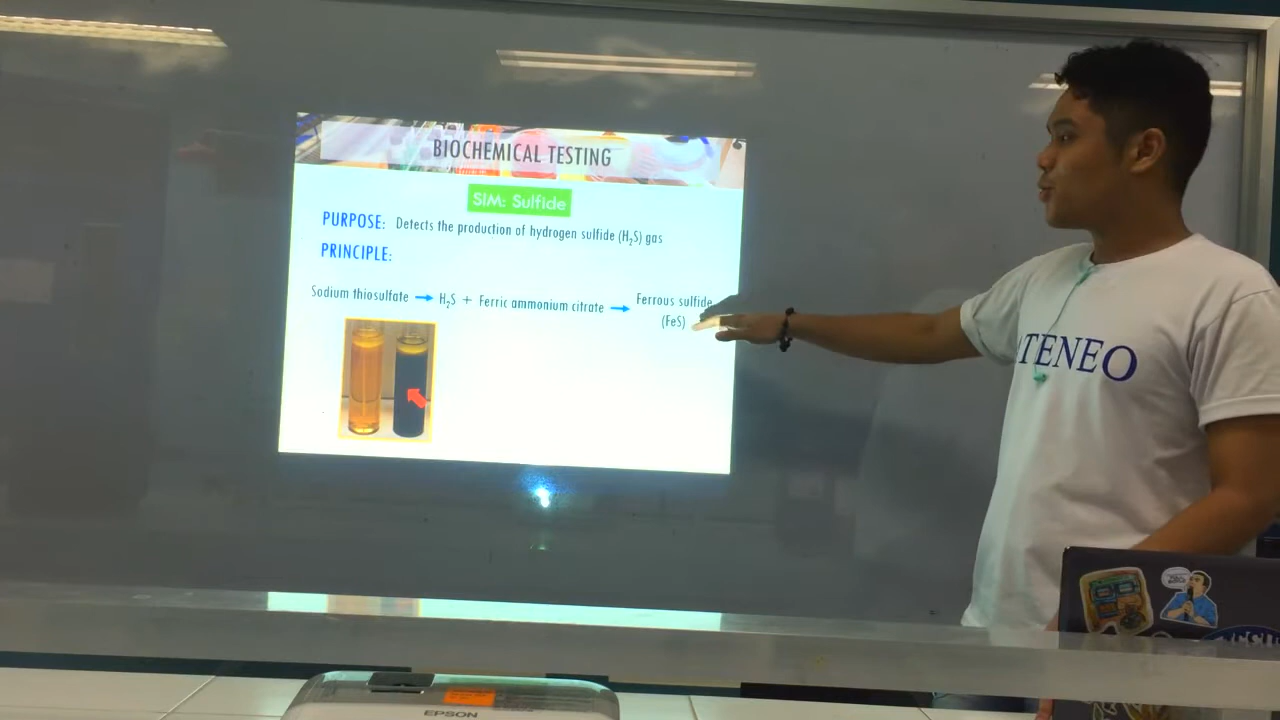 BIOCHEMICAL TESTING
SIM: Sulfide
PURPOSE: Detects the production of hydrogen sulfide (H₂S) gas
PRINCIPLE:
Sodium thiosulfate → H₂S + Ferric ammonium citrate → Ferrous sulfide
(FeS)
ATENEO
EPSON